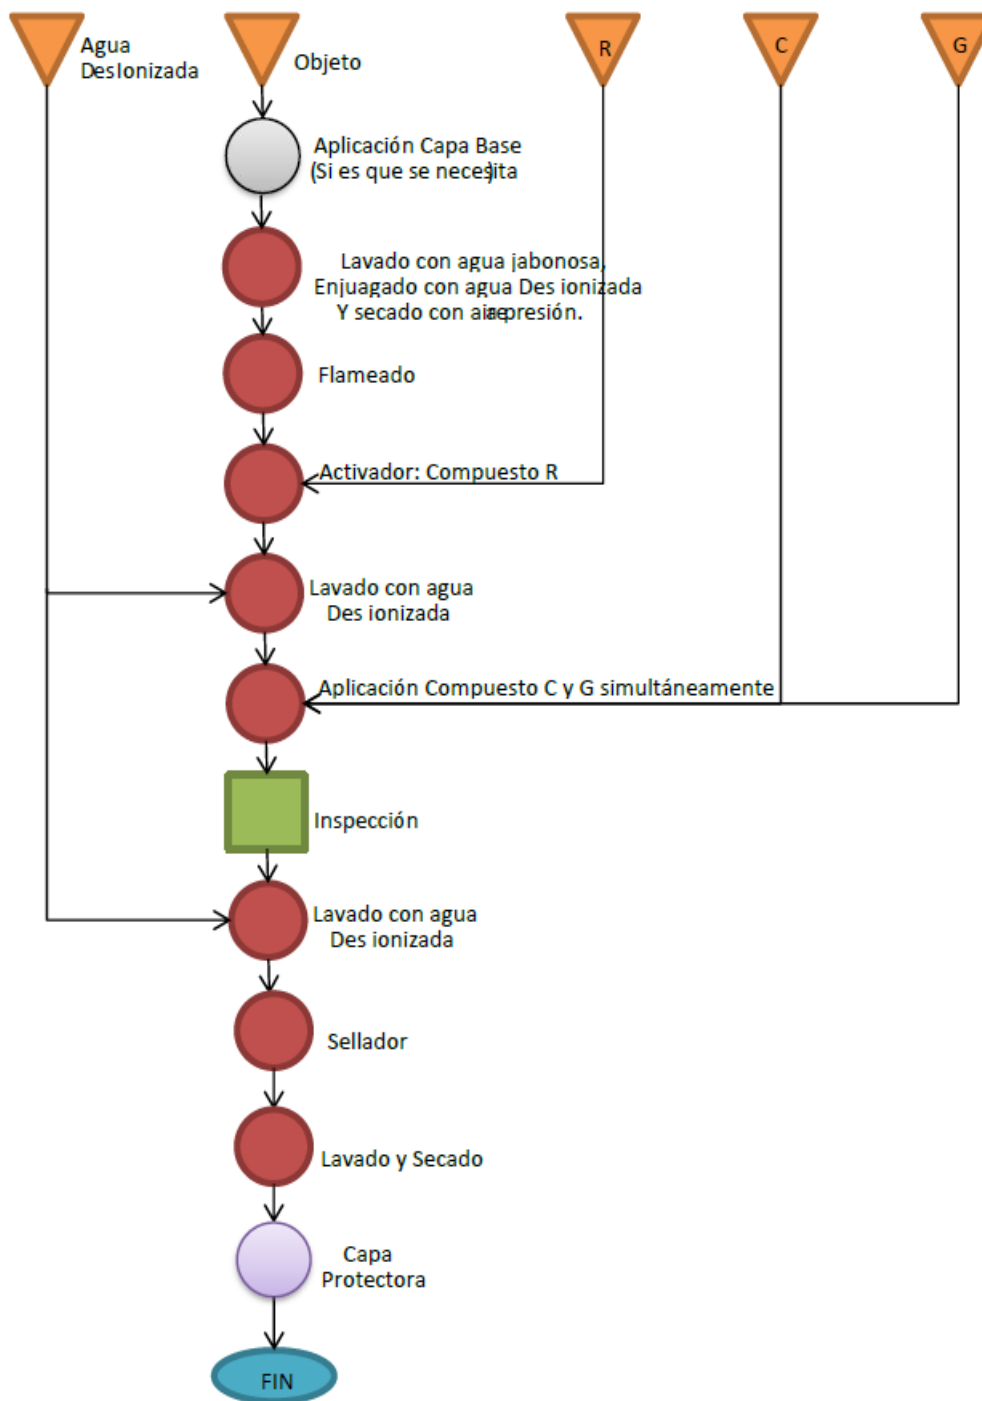 Agua
DesIonizada
Objeto
R
C
G
Aplicación Capa Base
(Si es que se necesita)
Lavado con agua jabonosa,
Enjuagado con agua Des ionizada
Y secado con aire a presión.
Flameado
Activador: Compuesto R
Lavado con agua
Des ionizada
Aplicación Compuesto C y G simultáneamente
Inspección
Lavado con agua
Des ionizada
Sellador
Lavado y Secado
Capa
Protectora
FIN